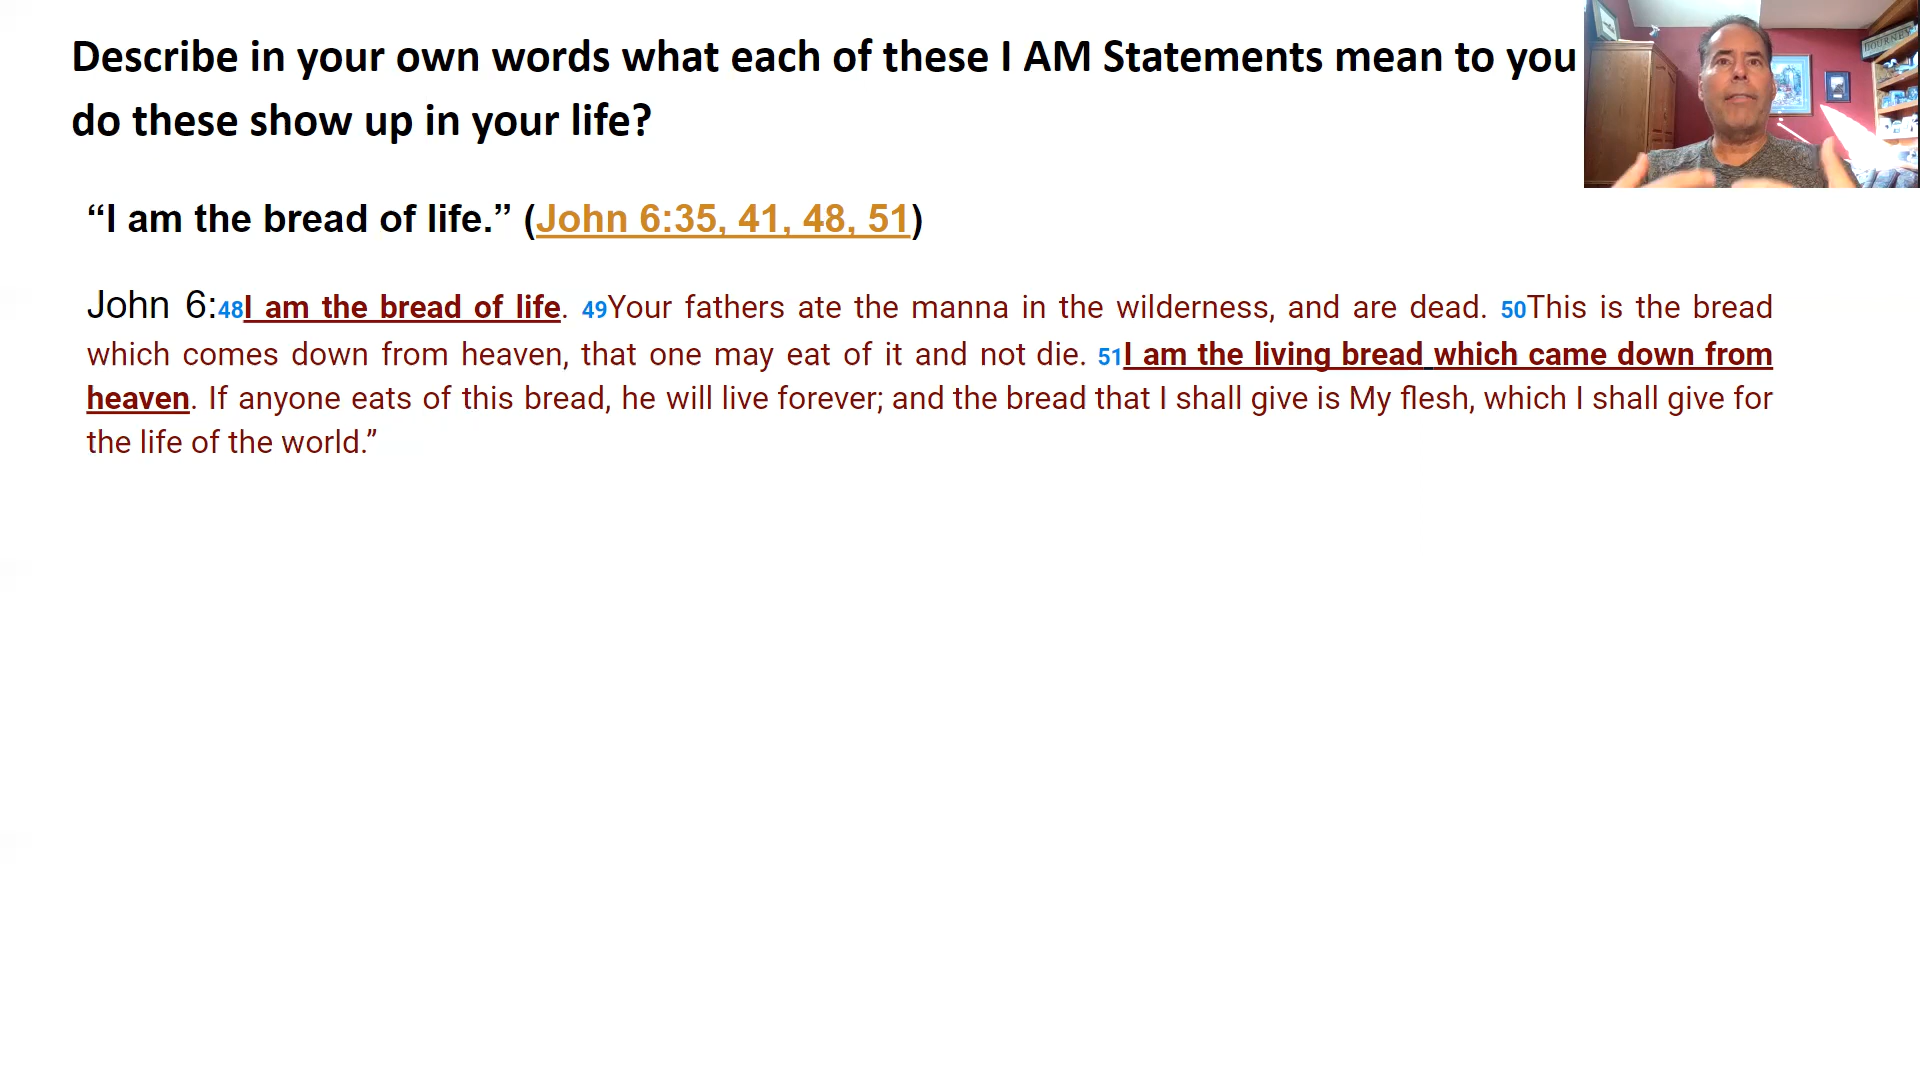 Describe in your own words what each of these I AM Statements mean to you
do these show up in your life?
“I am the bread of life.” (John 6:35, 41, 48, 51)
John 6:48I am the bread of life. 49Your fathers ate the manna in the wilderness, and are dead. 50This is the bread
which comes down from heaven, that one may eat of it and not die. 51I am the living bread which came down from
heaven. If anyone eats of this bread, he will live forever; and the bread that I shall give is My flesh, which I shall give for
the life of the world.”
JOURNEY